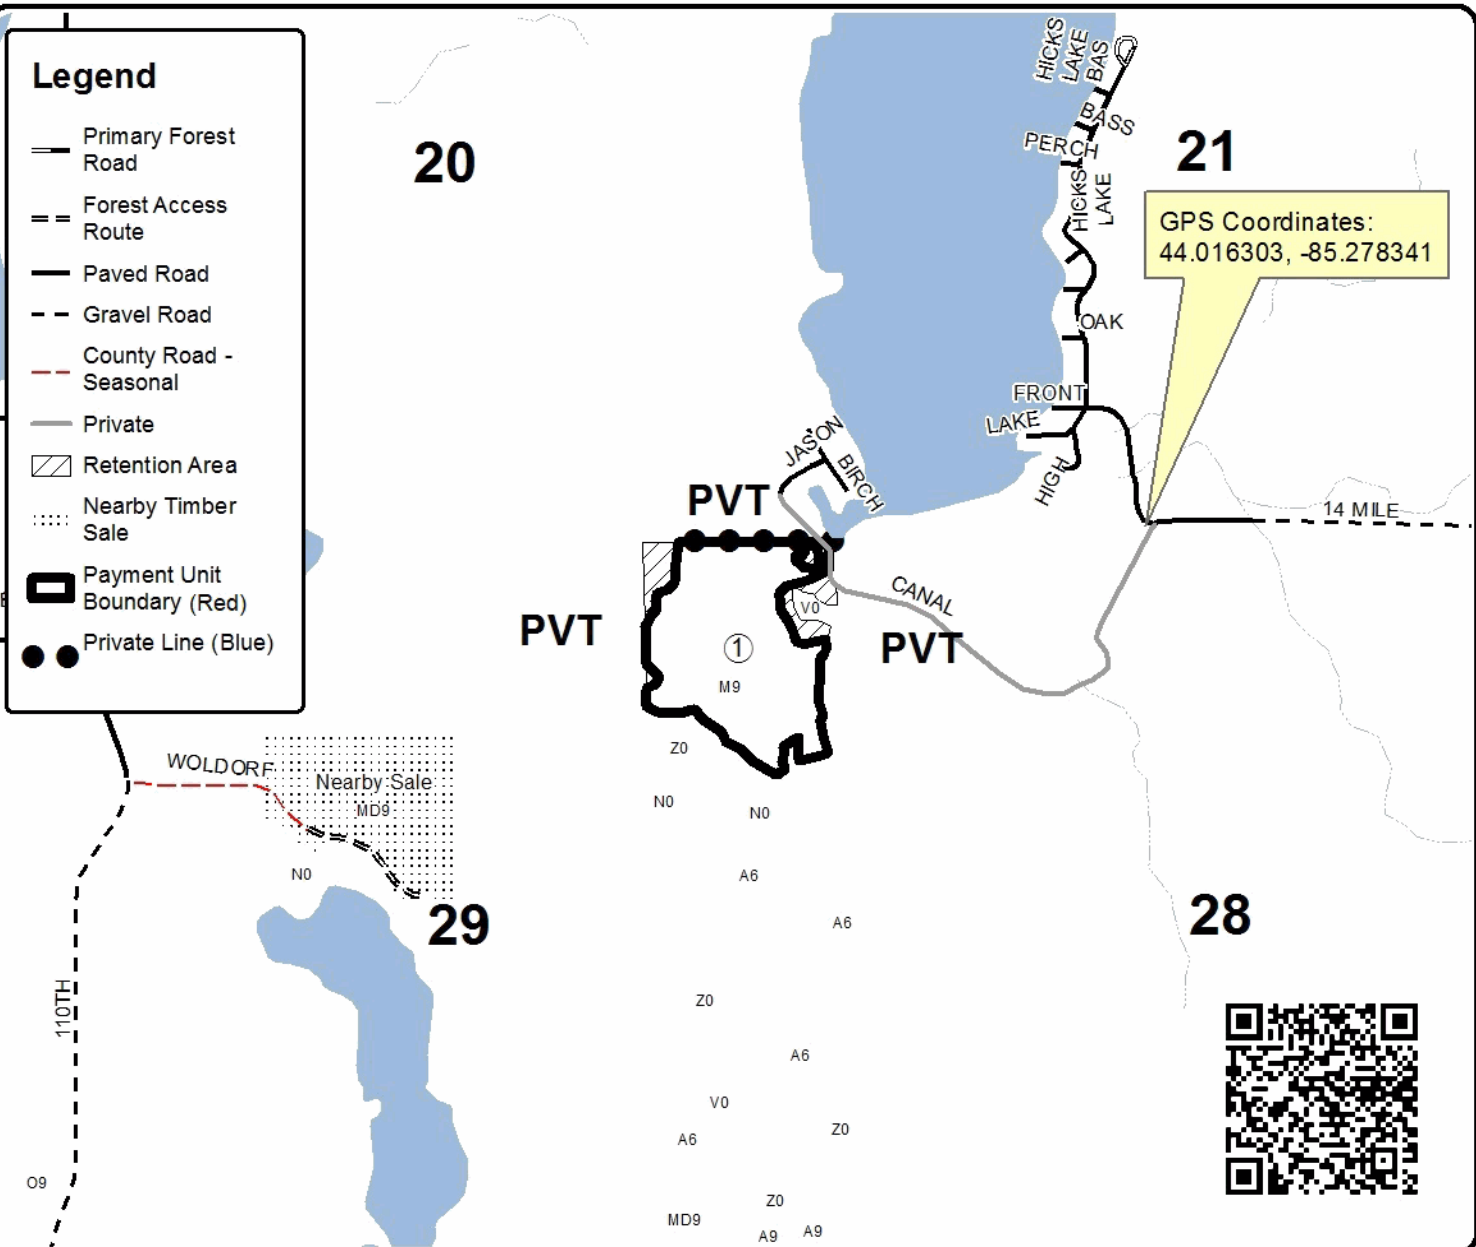 Legend
Primary Forest
Road
Forest Access
Route
Paved Road
Gravel Road
County Road -
Seasonal
Private
Retention Area
Nearby Timber
Sale
Payment Unit
Boundary (Red)
Private Line (Blue)
20
21
HICKS
LAKE
BAS
BASS
PERCH
HICKS
LAKE
GPS Coordinates:
44.016303, -85.278341
OAK
FRONT
LAKE
HIGH
JASON
BIRCH
PVT
14 MILE
CANAL
PVT
PVT
V0
1
M9
Z0
N0
N0
WOLDORF
Nearby Sale
MD9
N0
29
28
A6
A6
110TH
Z0
A6
V0
A6
Z0
O9
Z0
MD9
A9
A9